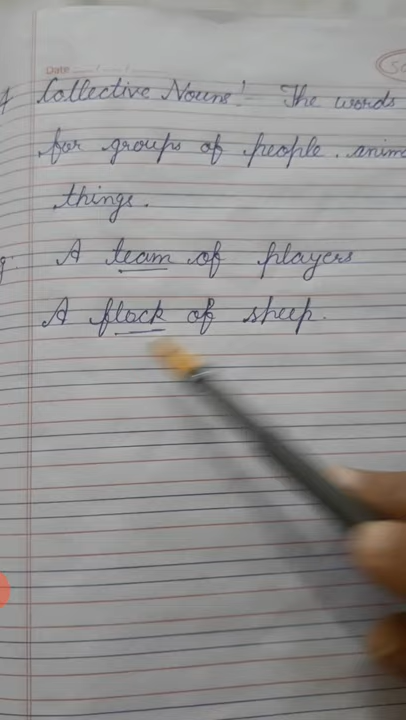 Date
Collective Nouns:- The words
for groups of people. anim
things.
A team of players
A flock of sheep.